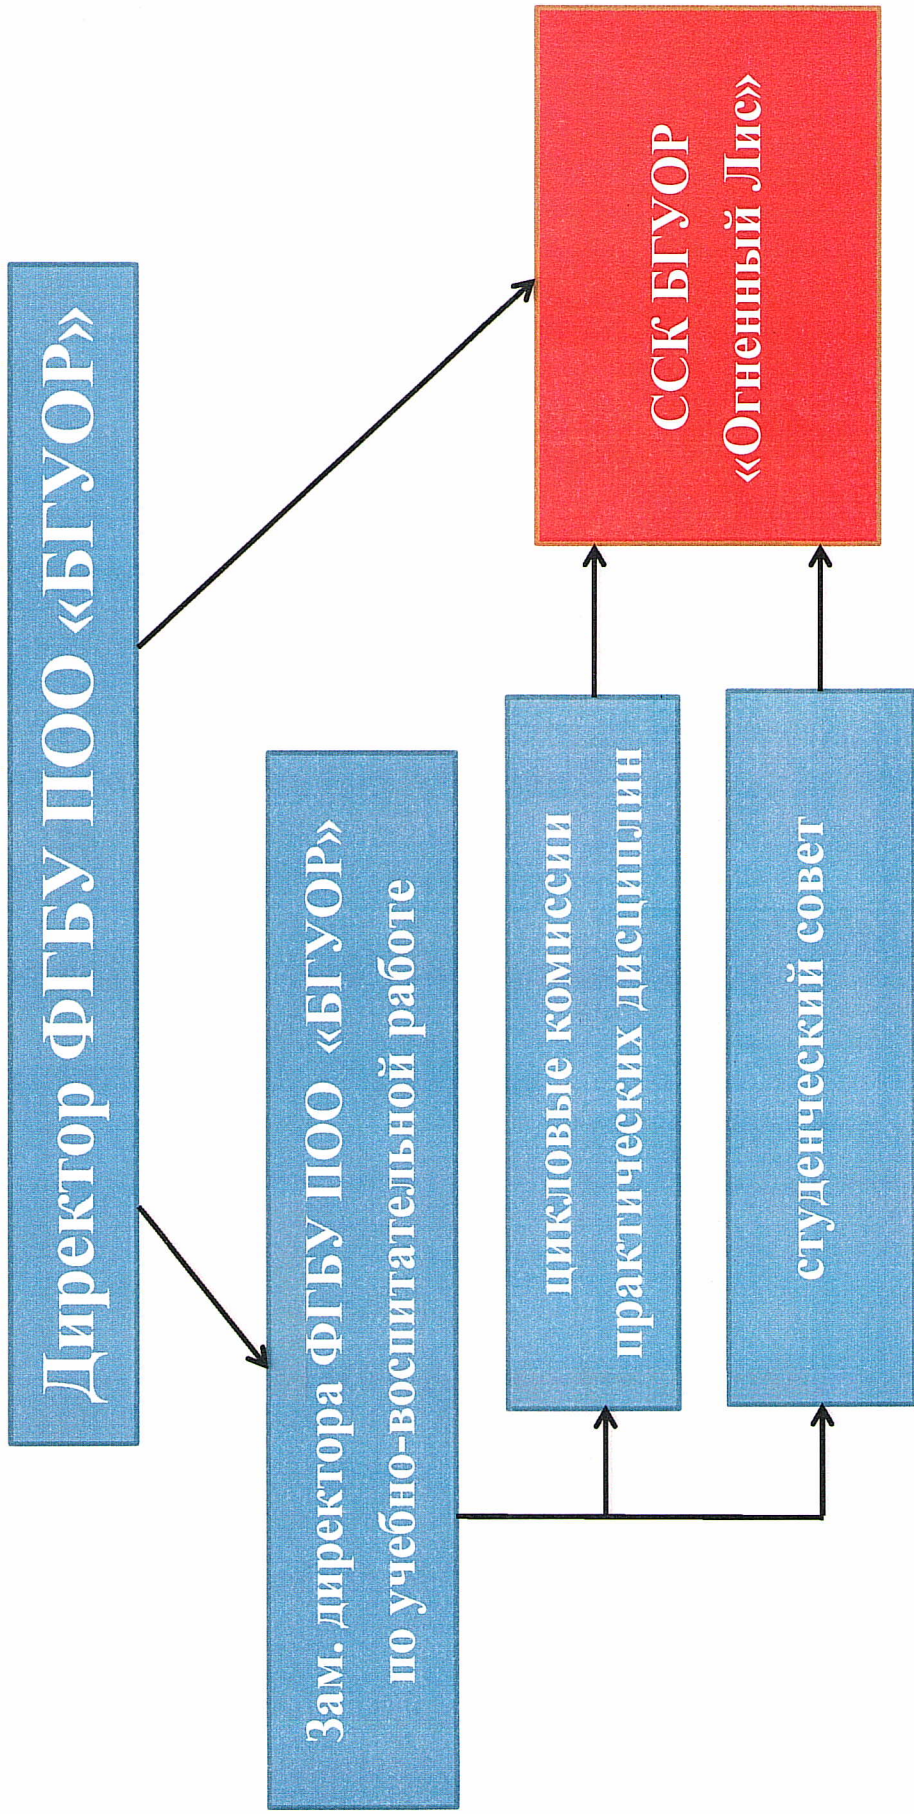 Директор ФГБУ ПОО «БГУОР»
Зам. директора ФГБУ ПОО «БГУОР»
по учебно-воспитательной работе
цикловые комиссии
практических дисциплин
студенческий совет
ССК БГУОР
«Огненный Лис»